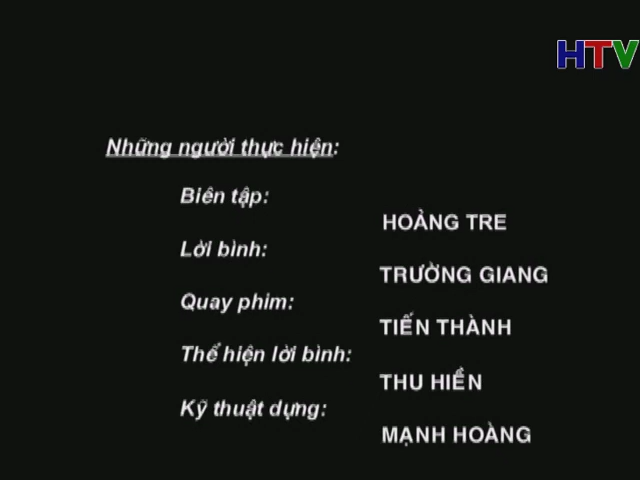 HTV
Những người thực hiện:
Biên tập:
HOÀNG TRE
Lời bình:
TRƯỜNG GIANG
Quay phim:
TIẾN THÀNH
Thể hiện lời bình:
THU HIỀN
Kỹ thuật dựng:
MẠNH HOÀNG